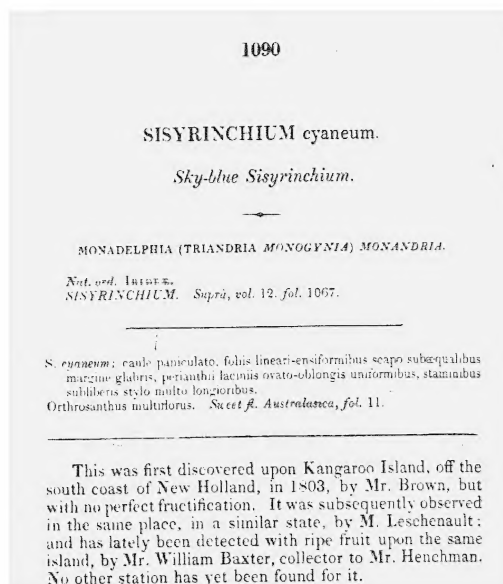 1090
SISYRINCHIUM cyaneum.
Sky-blue Sisyrinchium.
MONADELPHIA (TRIANDRIA MONOGYNIA) MONANDRIA.
Nat. ord. IRIDEÆ.
SISYRINCHIUM. Suprà, vol. 12. fol. 1067.
S. cyaneum; caule paniculato, foliis lineari-ensiformibus scapo subæqualibus
margine glabris, perianthii laciniis ovato-oblongis uniformibus, staminibus
subliberis stylo multo longioribus.
Orthrosanthus multiflorus. Sweet fl. Australasica, fol. 11.
This was first discovered upon Kangaroo Island, off the
south coast of New Holland, in 1803, by Mr. Brown, but
with no perfect fructification. It was subsequently observed
in the same place, in a similar state, by M. Leschenault;
and has lately been detected with ripe fruit upon the same
island, by Mr. William Baxter, collector to Mr. Henchman.
No other station has yet been found for it.